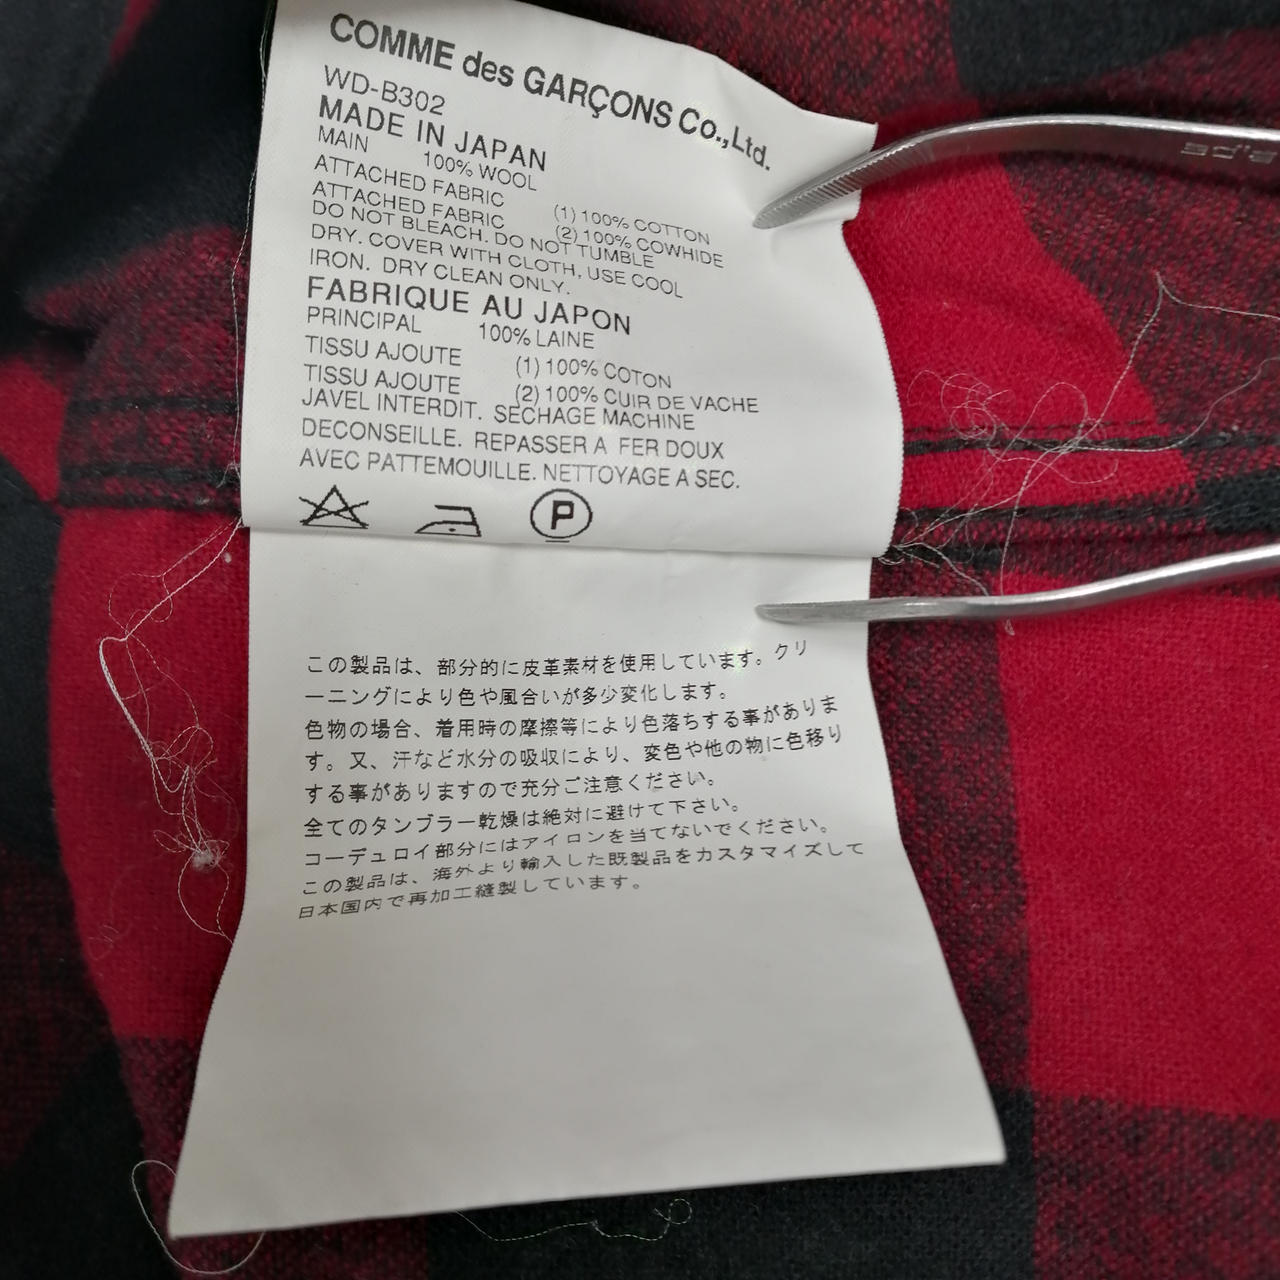 COMME des GARÇONS Co.,Ltd.
WD-B302
MADE IN JAPAN
MAIN 100% WOOL
ATTACHED FABRIC (1) 100% COTTON
ATTACHED FABRIC (2) 100% COWHIDE
DO NOT BLEACH. DO NOT TUMBLE
DRY. COVER WITH CLOTH, USE COOL
IRON. DRY CLEAN ONLY.
FABRIQUE AU JAPON
PRINCIPAL 100% LAINE
TISSU AJOUTE (1) 100% COTON
TISSU AJOUTE (2) 100% CUIR DE VACHE
JAVEL INTERDIT. SECHAGE MACHINE
DECONSEILLE. REPASSER A FER DOUX
AVEC PATTEMOUILLE. NETTOYAGE A SEC.
P
この製品は、部分的に皮革素材を使用しています。クリ
ーニングにより色や風合いが多少変化します。
色物の場合、着用時の摩擦等により色落ちする事がありま
す。又、汗など水分の吸収により、変色や他の物に色移り
する事がありますので充分ご注意ください。
全てのタンブラー乾燥は絶対に避けて下さい。
コーデュロイ部分にはアイロンを当てないでください。
この製品は、海外より輸入した既製品をカスタマイズして
日本国内で再加工縫製しています。